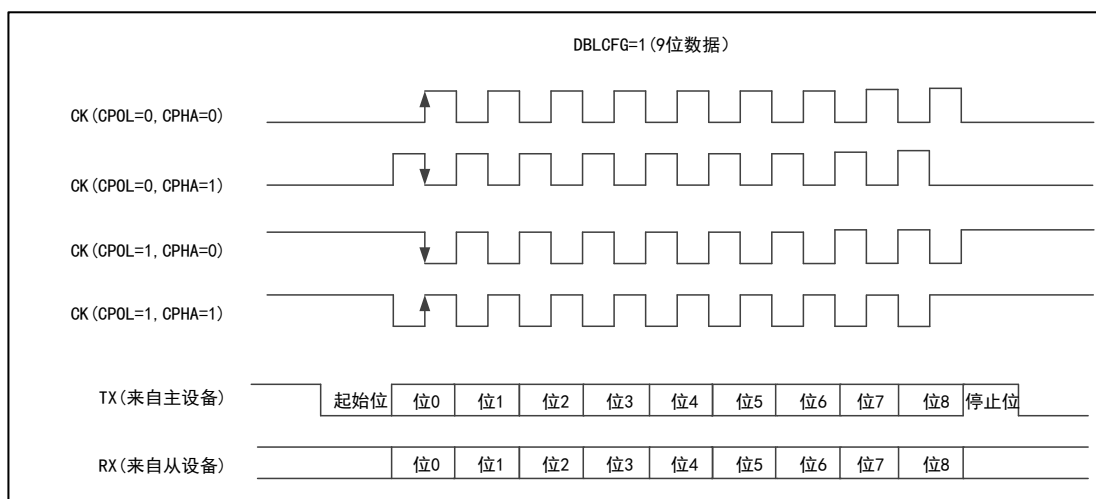 DBLCFG=1(9位数据)
CK(CPOL=0, CPHA=0)
CK(CPOL=0, CPHA=1)
CK(CPOL=1, CPHA=0)
CK(CPOL=1, CPHA=1)
TX(来自主设备) 起始位 位0 位1 位2 位3 位4 位5 位6 位7 位8 停止位
RX(来自从设备) 位0 位1 位2 位3 位4 位5 位6 位7 位8